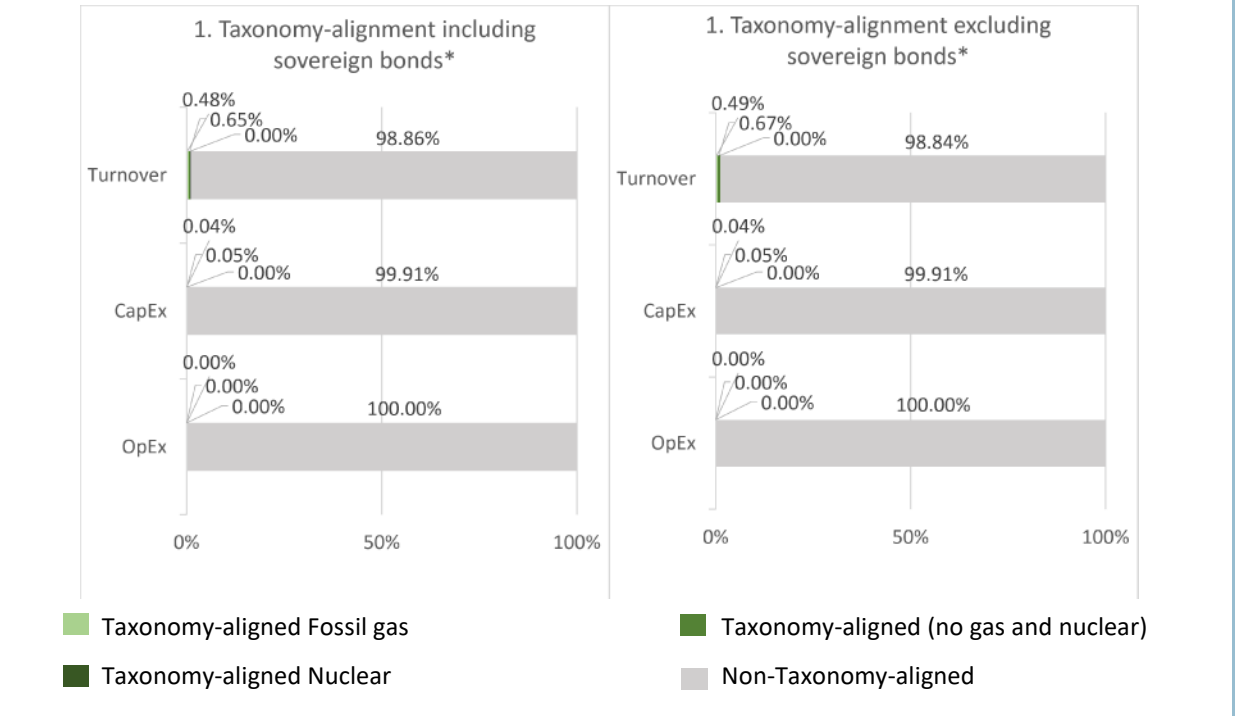 1. Taxonomy-alignment including
sovereign bonds*
0.48%
0.65%
0.00%
98.86%
Turnover
0.04%
0.05%
0.00%
99.91%
CapEx
0.00%
0.00%
0.00%
100.00%
OpEx
0%
50%
100%
1. Taxonomy-alignment excluding
sovereign bonds*
0.49%
0.67%
0.00%
98.84%
Turnover
0.04%
0.05%
0.00%
99.91%
CapEx
0.00%
0.00%
0.00%
100.00%
OpEx
0%
50%
100%
Taxonomy-aligned Fossil gas
Taxonomy-aligned (no gas and nuclear)
Taxonomy-aligned Nuclear
Non-Taxonomy-aligned